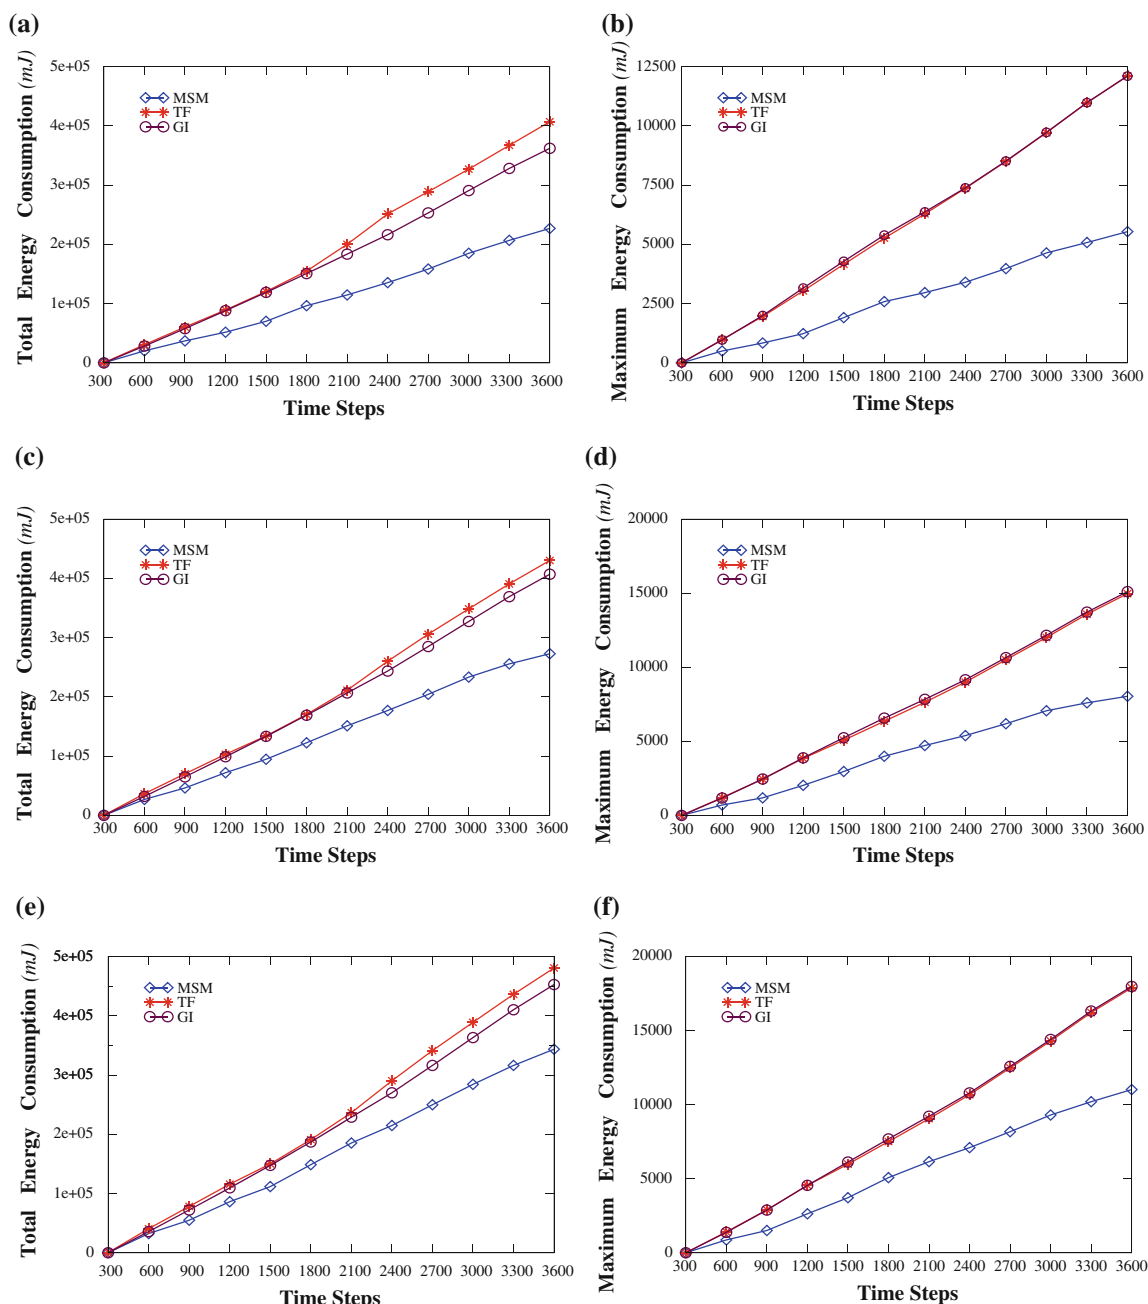 (a)
Total Energy Consumption (mJ)
5e+05
4e+05
3e+05
2e+05
1e+05
0
MSM
TF
GI
300 600 900 1200 1500 1800 2100 2400 2700 3000 3300 3600
Time Steps
(b)
Maximum Energy Consumption (mJ)
12500
10000
7500
5000
2500
0
MSM
TF
GI
300 600 900 1200 1500 1800 2100 2400 2700 3000 3300 3600
Time Steps
(c)
Total Energy Consumption (mJ)
5e+05
4e+05
3e+05
2e+05
1e+05
0
MSM
TF
GI
300 600 900 1200 1500 1800 2100 2400 2700 3000 3300 3600
Time Steps
(d)
Maximum Energy Consumption (mJ)
20000
15000
10000
5000
0
MSM
TF
GI
300 600 900 1200 1500 1800 2100 2400 2700 3000 3300 3600
Time Steps
(e)
Total Energy Consumption (mJ)
5e+05
4e+05
3e+05
2e+05
1e+05
0
MSM
TF
GI
300 600 900 1200 1500 1800 2100 2400 2700 3000 3300 3600
Time Steps
(f)
Maximum Energy Consumption (mJ)
20000
15000
10000
5000
0
MSM
TF
GI
300 600 900 1200 1500 1800 2100 2400 2700 3000 3300 3600
Time Steps